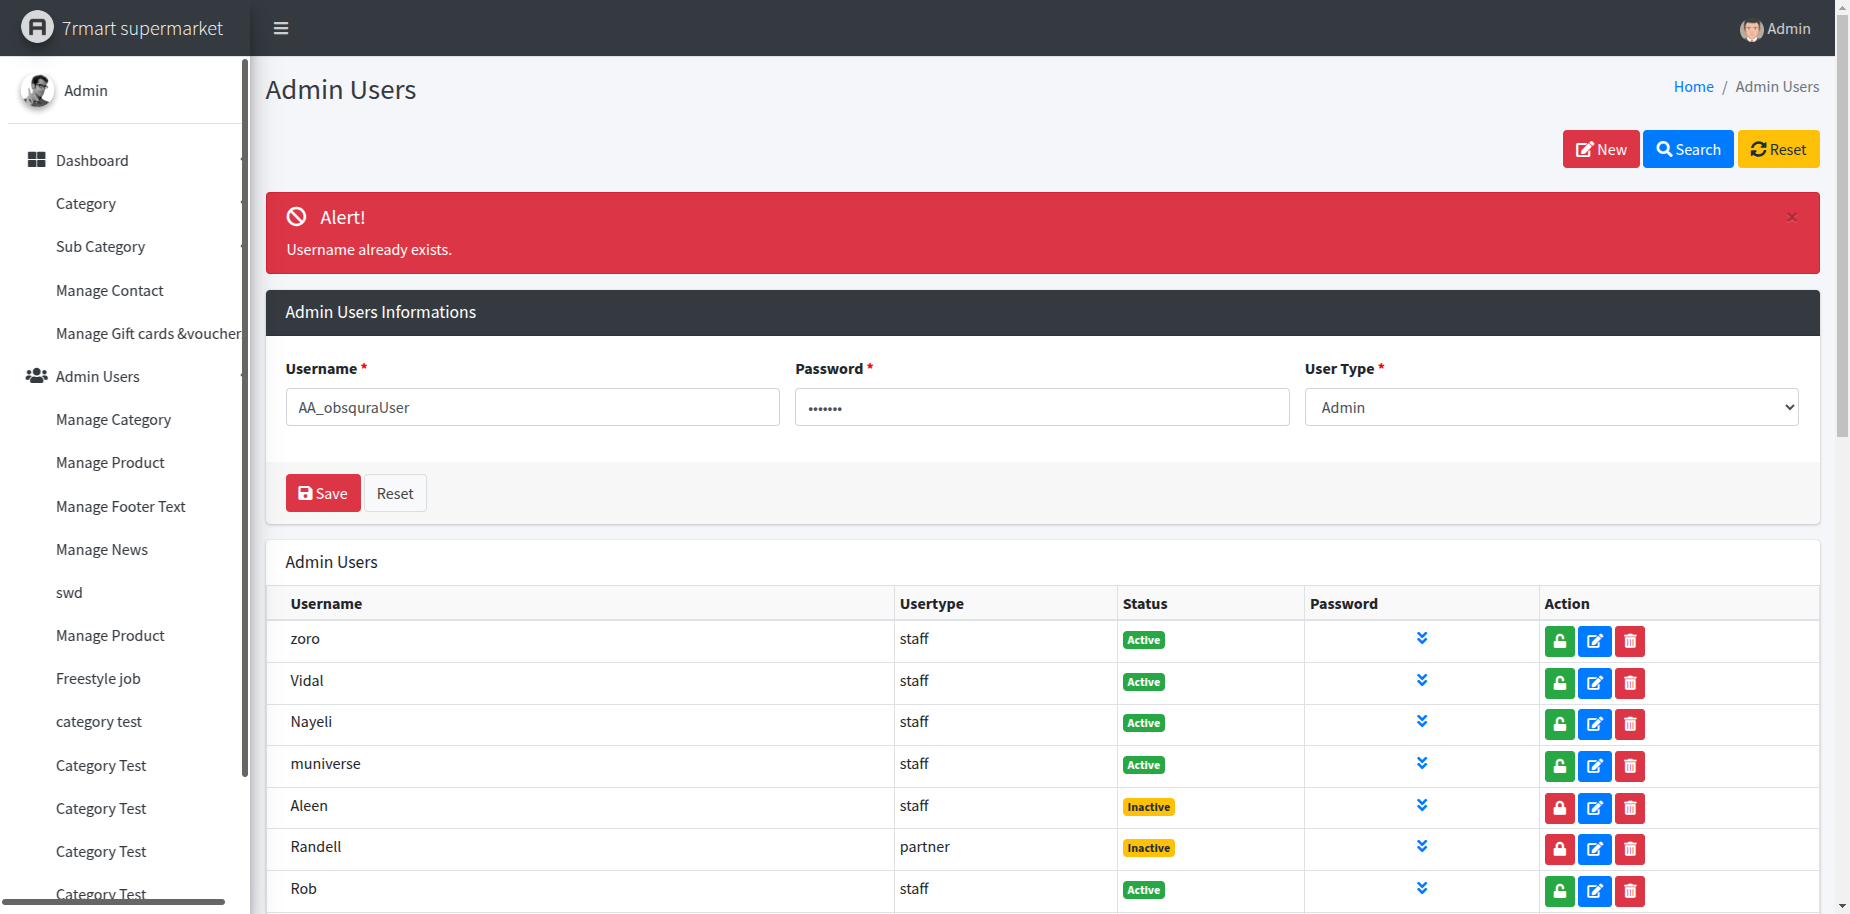 7rmart supermarket
Admin
Admin
Dashboard
Category
Sub Category
Manage Contact
Manage Gift cards &voucher
Admin Users
Manage Category
Manage Product
Manage Footer Text
Manage News
swd
Manage Product
Freestyle job
category test
Category Test
Category Test
Category Test
Category Test
Admin Users
Home / Admin Users
New Search Reset
Alert! ×
Username already exists.
Admin Users Informations
Username * Password * User Type *
AA_obsquraUser ••••••• Admin
Save Reset
Admin Users
Username Usertype Status Password Action
zoro staff Active
Vidal staff Active
Nayeli staff Active
muniverse staff Active
Aleen staff Inactive
Randell partner Inactive
Rob staff Active